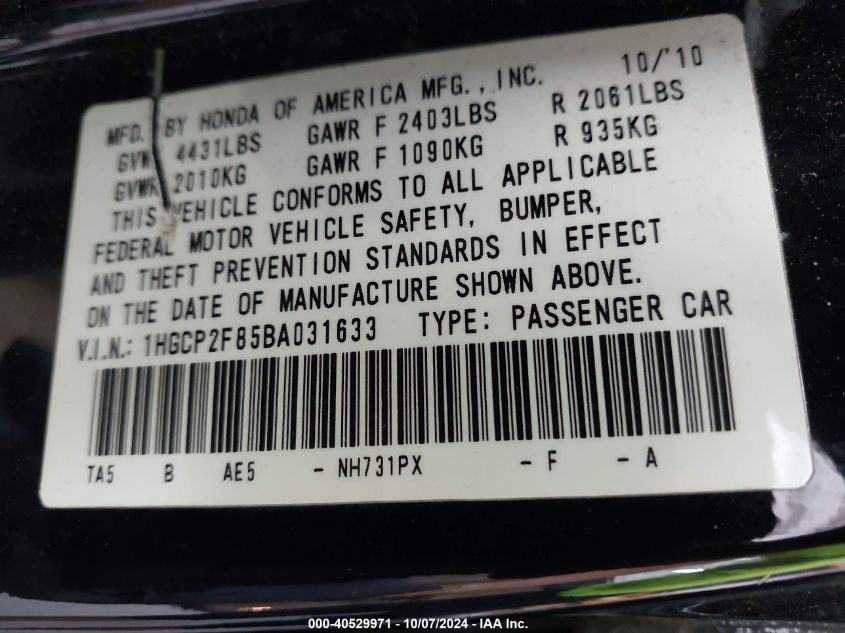 MFD. BY HONDA OF AMERICA MFG., INC. 10/'10
GVWR 4431LBS GAWR F 2403LBS R 2061LBS
GVWR 2010KG GAWR F 1090KG R 935KG
THIS VEHICLE CONFORMS TO ALL APPLICABLE
FEDERAL MOTOR VEHICLE SAFETY, BUMPER,
AND THEFT PREVENTION STANDARDS IN EFFECT
ON THE DATE OF MANUFACTURE SHOWN ABOVE.
V.I.N.: 1HGCP2F85BA031633 TYPE: PASSENGER CAR
TA5 B AE5 - NH731PX - F - A
000-40529971 - 10/07/2024 - IAA Inc.